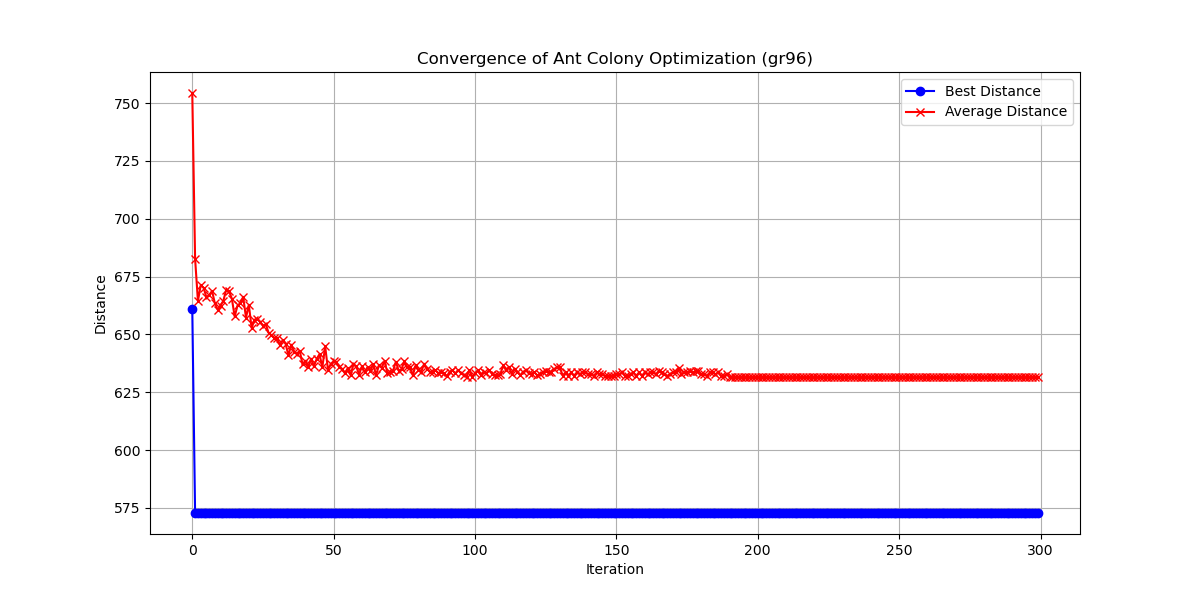 Convergence of Ant Colony Optimization (gr96)
Best Distance
Average Distance
Distance
750
725
700
675
650
625
600
575
0 50 100 150 200 250 300
Iteration